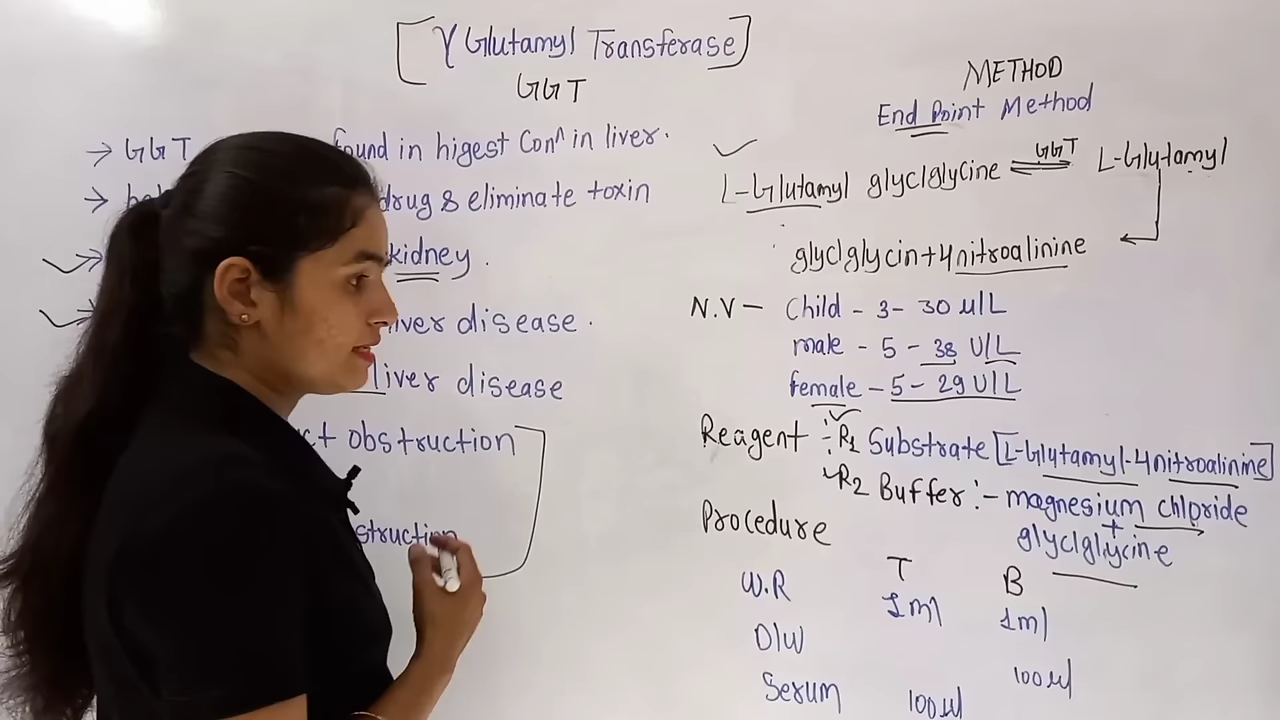 [γ Glutamyl Transferase]
GGT
→ GGT found in higest Conⁿ in liver.
→ drug & eliminate toxin
→ kidney.
liver disease.
liver disease
obstruction
METHOD
End Point Method
L-Glutamyl glyclglycine ⇌ GGT L-Glutamyl
glyclglycin+4nitroalinine
N.V — Child - 3- 30 u/L
male - 5 - 38 U/L
female - 5 - 29 U/L
Reagent :- R1 Substrate [L-Glutamyl-4nitroalinine]
R2 Buffer :- magnesium chloride
+
glyclglycine
Procedure
T B
W.R 1ml 1ml
D/W 100ul
Serum 100ul